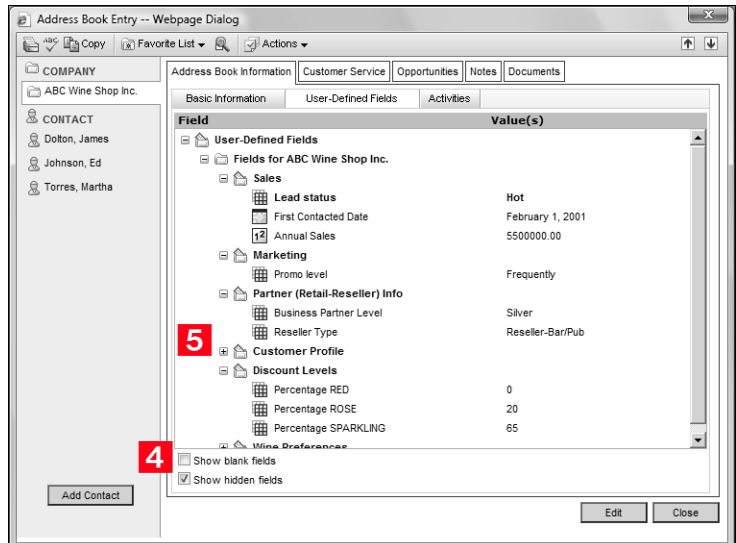 Address Book Entry -- Webpage Dialog
ABC Copy Favorite List Actions
COMPANY
ABC Wine Shop Inc.
CONTACT
Dolton, James
Johnson, Ed
Torres, Martha
Add Contact
Address Book Information Customer Service Opportunities Notes Documents
Basic Information User-Defined Fields Activities
Field Value(s)
User-Defined Fields
Fields for ABC Wine Shop Inc.
Sales
Lead status Hot
First Contacted Date February 1, 2001
12 Annual Sales 5500000.00
Marketing
Promo level Frequently
Partner (Retail-Reseller) Info
Business Partner Level Silver
Reseller Type Reseller-Bar/Pub
5
Customer Profile
Discount Levels
Percentage RED 0
Percentage ROSE 20
Percentage SPARKLING 65
Wine Preferences
4
Show blank fields
Show hidden fields
Edit Close